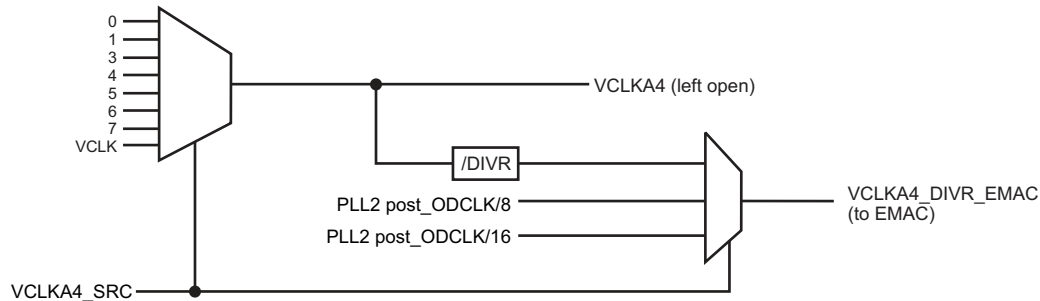 0
1
3
4
5
6
7
VCLK
VCLKA4 (left open)
/DIVR
PLL2 post_ODCLK/8
PLL2 post_ODCLK/16
VCLKA4_DIVR_EMAC
(to EMAC)
VCLKA4_SRC